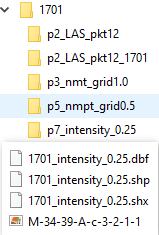 1701
p2_LAS_pkt12
p2_LAS_pkt12_1701
p3_nmt_grid1.0
p5_nmpt_grid0.5
p7_intensity_0.25
1701_intensity_0.25.dbf
1701_intensity_0.25.shp
1701_intensity_0.25.shx
M-34-39-A-c-3-2-1-1